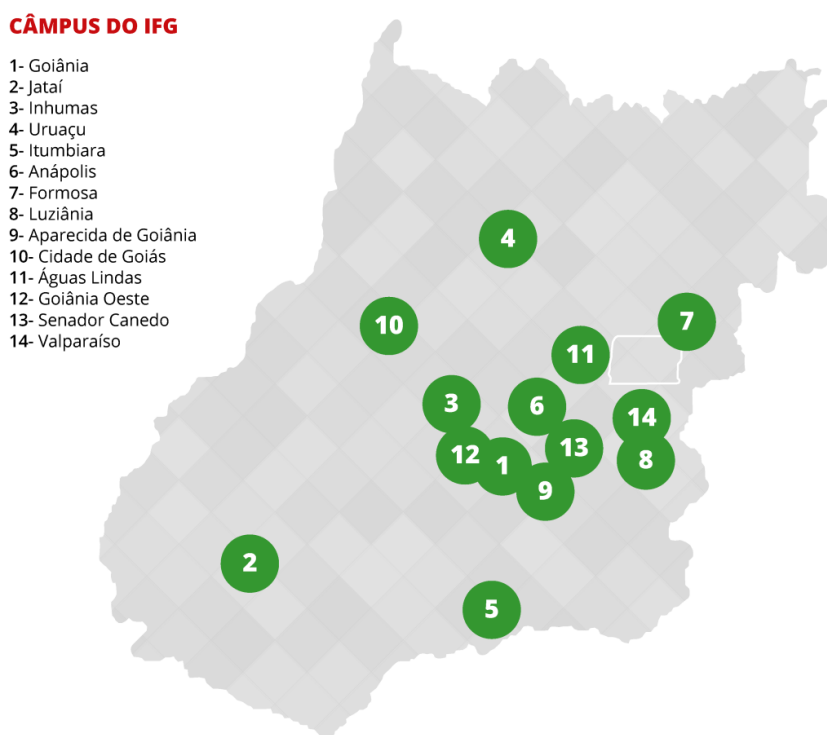 CÂMPUS DO IFG
1- Goiânia
2- Jataí
3- Inhumas
4- Uruaçu
5- Itumbiara
6- Anápolis
7- Formosa
8- Luziânia
9- Aparecida de Goiânia
10- Cidade de Goiás
11- Águas Lindas
12- Goiânia Oeste
13- Senador Canedo
14- Valparaíso
4
7
10
11
3
6
14
13
12
1
8
9
2
5